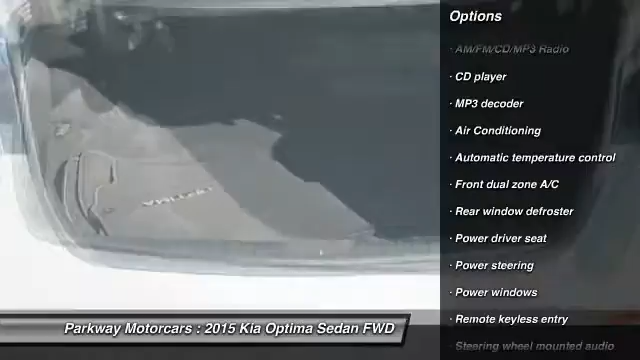 Options
· AM/FM/CD/MP3 Radio
· CD player
· MP3 decoder
· Air Conditioning
· Automatic temperature control
· Front dual zone A/C
· Rear window defroster
· Power driver seat
· Power steering
· Power windows
· Remote keyless entry
· Steering wheel mounted audio
Parkway Motorcars : 2015 Kia Optima Sedan FWD